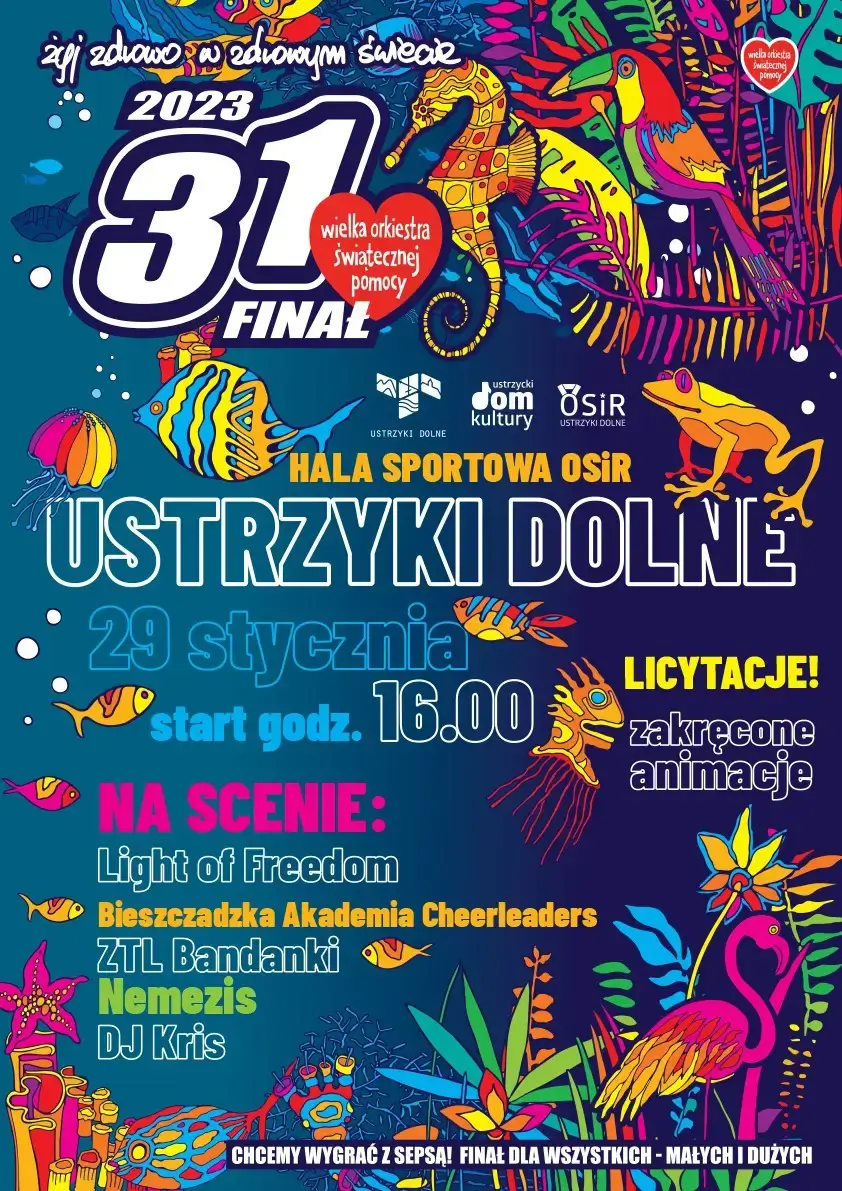 żyj zdrowo w zdrowym świecie
wielka orkiestra
świątecznej
pomocy
2023
31
FINAŁ
wielka orkiestra
świątecznej
pomocy
USTRZYKI DOLNE
ustrzycki
dom
kultury
OSiR
USTRZYKI DOLNE
HALA SPORTOWA OSiR
USTRZYKI DOLNE
29 stycznia
start godz. 16.00
LICYTACJE!
zakręcone
animacje
NA SCENIE:
Light of Freedom
Bieszczadzka Akademia Cheerleaders
ZTL Bandanki
Nemezis
DJ Kris
CHCEMY WYGRAĆ Z SEPSĄ! FINAŁ DLA WSZYSTKICH - MAŁYCH I DUŻYCH